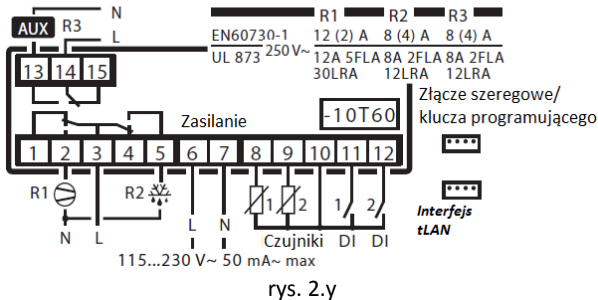 N
AUX R3
L
13 14 15
R1 R2 R3
EN60730-1 250 V~ 12 (2) A 8 (4) A 8 (4) A
UL 873 12A 5FLA 8A 2FLA 8A 2FLA
30LRA 12LRA 12LRA
Zasilanie
-10T60
Złącze szeregowe/
klucza programującego
1 2 3 4 5 6 7 8 9 10 11 12
R1 R2 1 2 1 2
Interfejs
tLAN
N L L N Czujniki DI DI
115...230 V~ 50 mA~ max
rys. 2.y